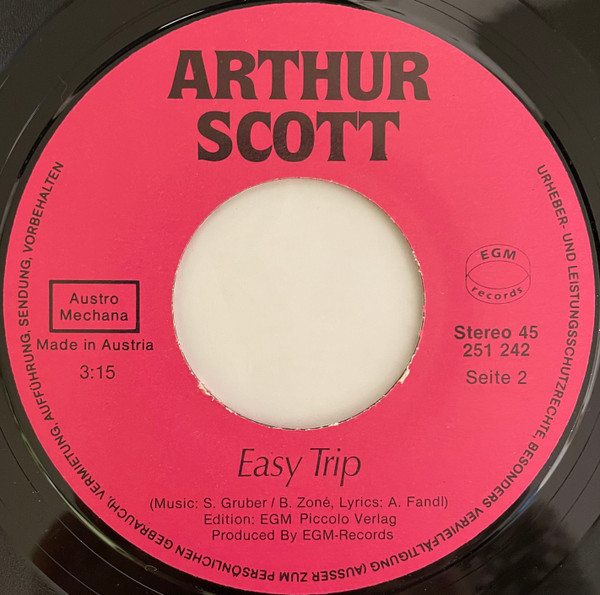 ARTHUR
SCOTT
URHEBER- UND LEISTUNGSSCHUTZRECHTE, BESONDERS VERVIELFÄLTIGUNG (AUSSER ZUM PERSÖNLICHEN GEBRAUCH), VERMIETUNG, AUFFÜHRUNG, SENDUNG, VORBEHALTEN
Austro
Mechana
Made in Austria
3:15
EGM
records
Stereo 45
251 242
Seite 2
Easy Trip
(Music: S. Gruber / B. Zoné, Lyrics: A. Fandl)
Edition: EGM Piccolo Verlag
Produced By EGM-Records